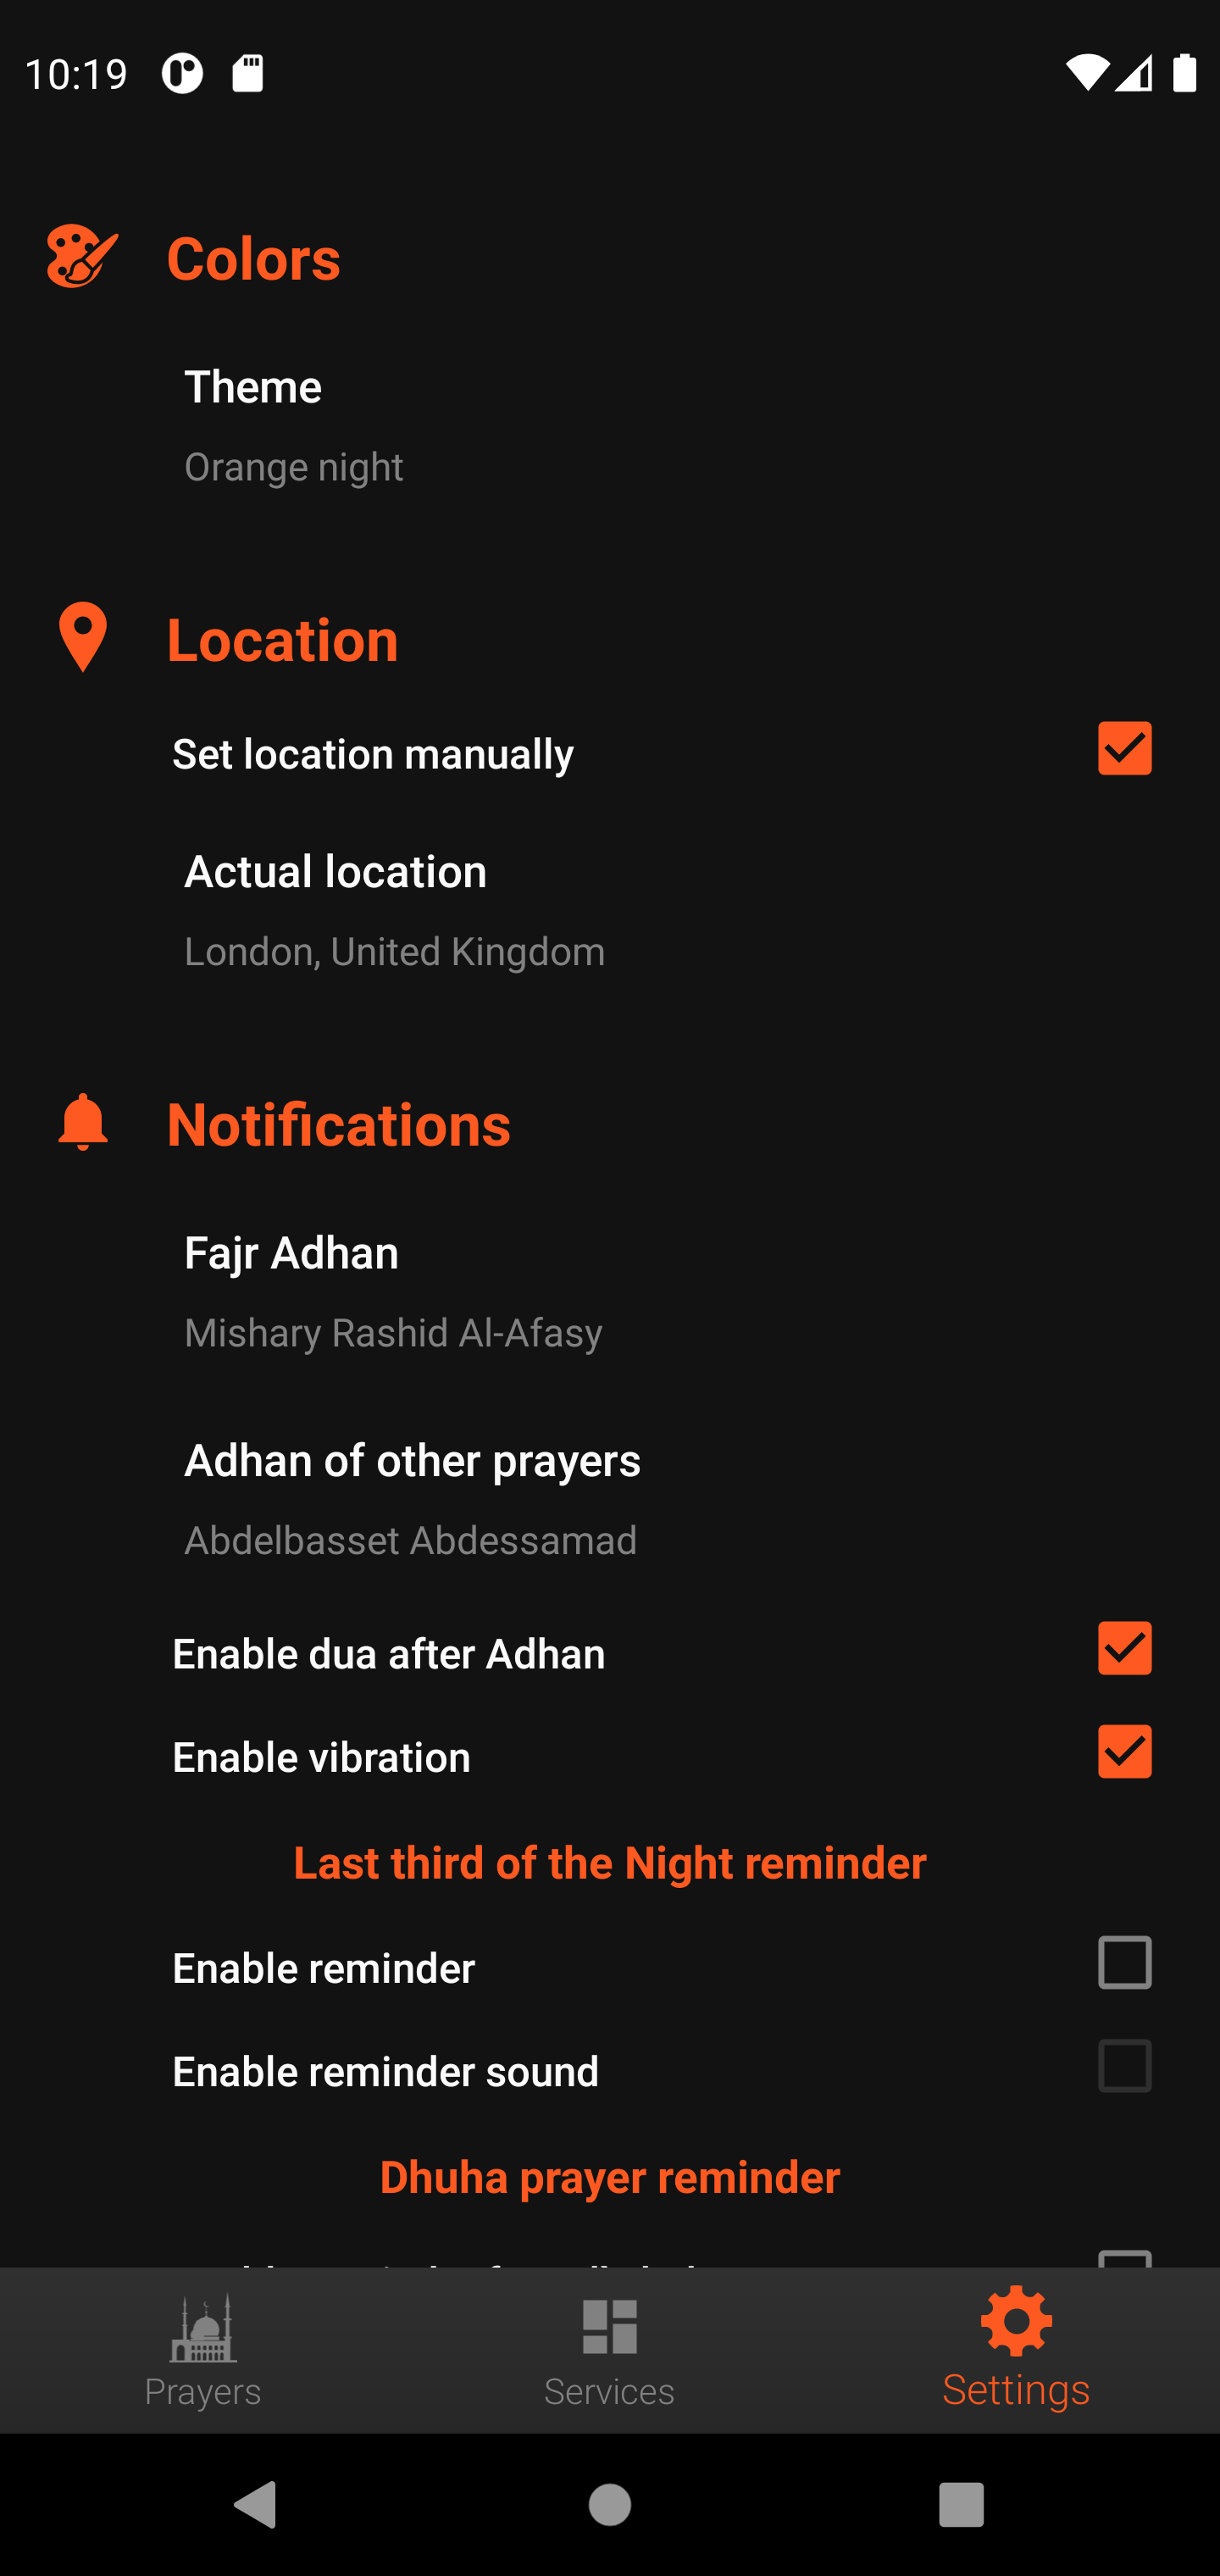 10:19
Colors
Theme
Orange night
Location
Set location manually
Actual location
London, United Kingdom
Notifications
Fajr Adhan
Mishary Rashid Al-Afasy
Adhan of other prayers
Abdelbasset Abdessamad
Enable dua after Adhan
Enable vibration
Last third of the Night reminder
Enable reminder
Enable reminder sound
Dhuha prayer reminder
Prayers
Services
Settings